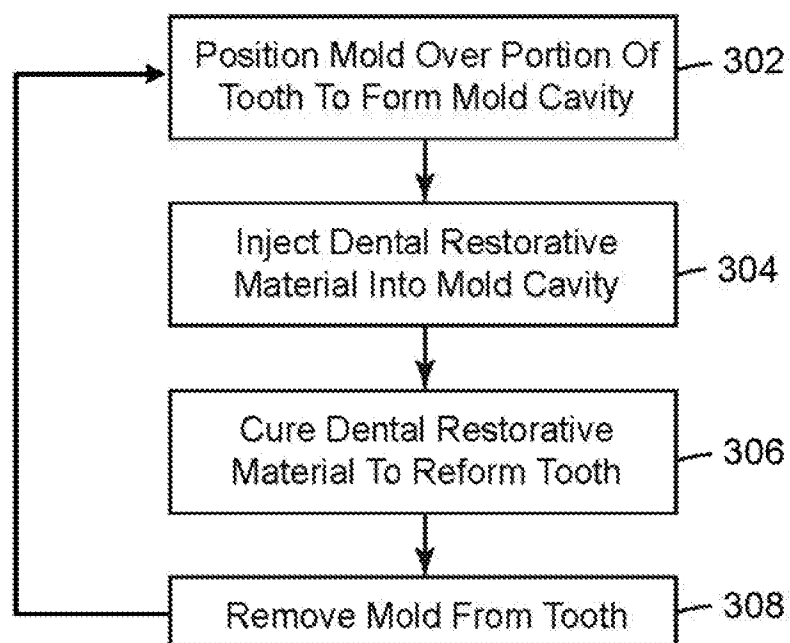 Position Mold Over Portion Of
Tooth To Form Mold Cavity
302
Inject Dental Restorative
Material Into Mold Cavity
304
Cure Dental Restorative
Material To Reform Tooth
306
Remove Mold From Tooth
308